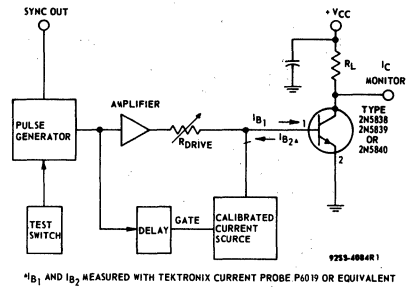 SYNC OUT
+ VCC
RL
IC
MONITOR
AMPLIFIER
PULSE
GENERATOR
RDRIVE
IB1
IB2▵
1
TYPE
2N5838
2N5839
OR
2N5840
2
TEST
SWITCH
DELAY
GATE
CALIBRATED
CURRENT
SOURCE
92SS-4084R1
▵IB1 AND IB2 MEASURED WITH TEKTRONIX CURRENT PROBE P6019 OR EQUIVALENT